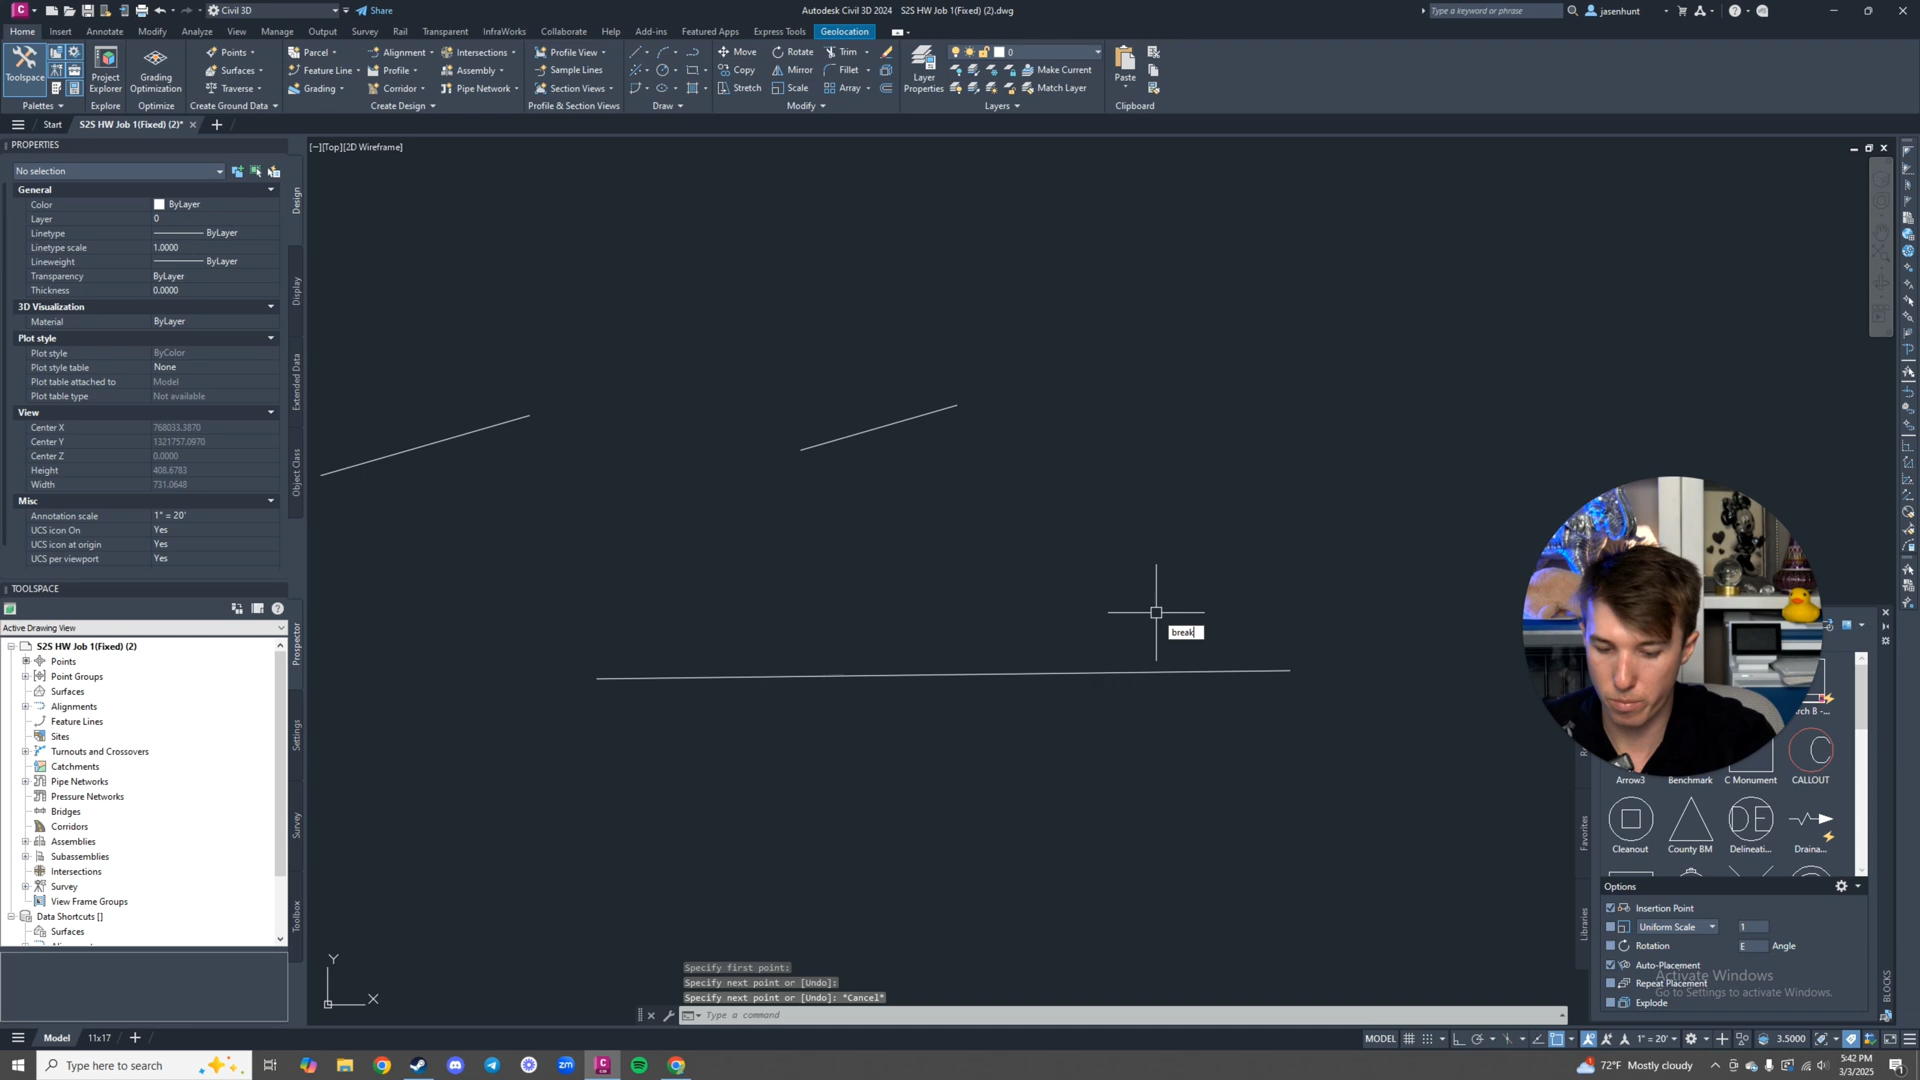 C
Civil 3D
Share
Autodesk Civil 3D 2024   S2S HW Job 1(Fixed) (2).dwg
Type a keyword or phrase
jasenhunt
Home
Insert
Annotate
Modify
Analyze
View
Manage
Output
Survey
Rail
Transparent
InfraWorks
Collaborate
Help
Add-ins
Featured Apps
Express Tools
Geolocation
Toolspace
Project Explorer
Grading Optimization
Points
Surfaces
Traverse
Parcel
Feature Line
Grading
Alignment
Profile
Corridor
Intersections
Assembly
Pipe Network
Profile View
Sample Lines
Section Views
Move
Copy
Stretch
Rotate
Mirror
Scale
Trim
Fillet
Array
Layer Properties
0
Make Current
Match Layer
Paste
Palettes
Explore
Optimize
Create Ground Data
Create Design
Profile & Section Views
Draw
Modify
Layers
Clipboard
Start
S2S HW Job 1(Fixed) (2)*
PROPERTIES
[−][Top][2D Wireframe]
No selection
General
Color ByLayer
Layer 0
Linetype ByLayer
Linetype scale 1.0000
Lineweight ByLayer
Transparency ByLayer
Thickness 0.0000
3D Visualization
Material ByLayer
Plot style
Plot style ByColor
Plot style table None
Plot table attached to Model
Plot table type Not available
View
Center X 768033.3870
Center Y 1321757.0970
Center Z 0.0000
Height 408.6783
Width 731.0648
Misc
Annotation scale 1" = 20'
UCS icon On Yes
UCS icon at origin Yes
UCS per viewport Yes
Design
Display
Extended Data
Object Class
TOOLSPACE
Active Drawing View
S2S HW Job 1(Fixed) (2)
Points
Point Groups
Surfaces
Alignments
Feature Lines
Sites
Turnouts and Crossovers
Catchments
Pipe Networks
Pressure Networks
Bridges
Corridors
Assemblies
Subassemblies
Intersections
Survey
View Frame Groups
Data Shortcuts []
Surfaces
Prospector
Settings
Survey
Toolbox
break
Y
X
Specify first point:
Specify next point or [Undo]:
Specify next point or [Undo]: *Cancel*
Type a command
Arrow3
Benchmark
C Monument
CALLOUT
C
DE
Cleanout
County BM
Delineati...
Draina...
Favorites
Libraries
BLOCKS
Options
Insertion Point
Uniform Scale 1
Rotation E Angle
Auto-Placement
Repeat Placement
Explode
Activate Windows
Go to Settings to activate Windows.
Model
11x17
MODEL
1" = 20'
3.5000
Type here to search
zm
C
72°F Mostly cloudy
5:42 PM
3/3/2025